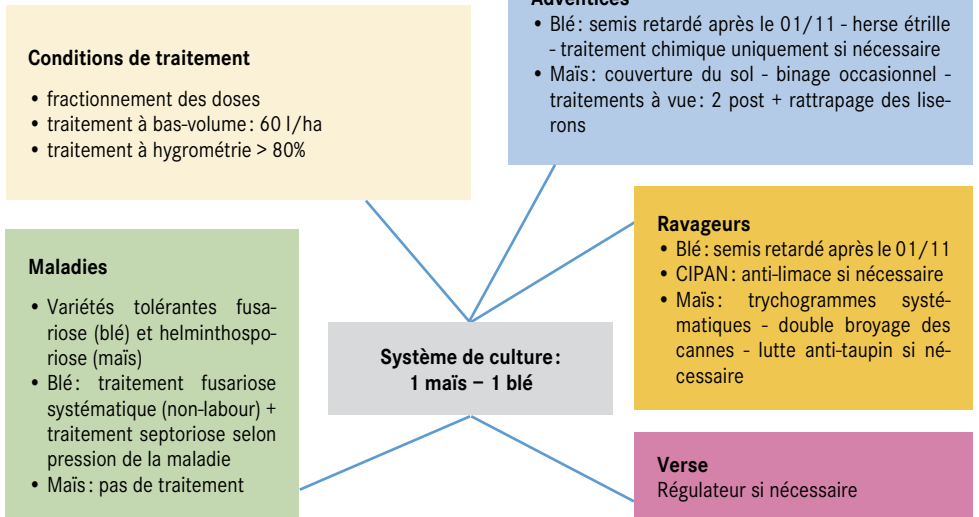 Conditions de traitement
• fractionnement des doses
• traitement à bas-volume : 60 l/ha
• traitement à hygrométrie > 80%
Adventices
• Blé : semis retardé après le 01/11 - herse étrille
- traitement chimique uniquement si nécessaire
• Maïs : couverture du sol - binage occasionnel -
traitements à vue : 2 post + rattrapage des lise-
rons
Maladies
• Variétés tolérantes fusa-
riose (blé) et helminthospo-
riose (maïs)
• Blé : traitement fusariose
systématique (non-labour) +
traitement septoriose selon
pression de la maladie
• Maïs : pas de traitement
Système de culture :
1 maïs – 1 blé
Ravageurs
• Blé : semis retardé après le 01/11
• CIPAN : anti-limace si nécessaire
• Maïs : trychogrammes systé-
matiques - double broyage des
cannes - lutte anti-taupin si né-
cessaire
Verse
Régulateur si nécessaire